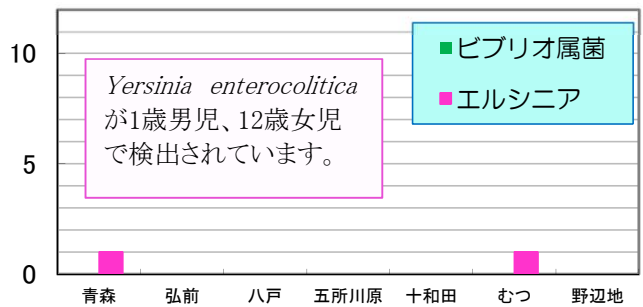 10
5
0
■ビブリオ属菌
■エルシニア
Yersinia enterocolitica
が1歳男児、12歳女児
で検出されています。
青森 弘前 八戸 五所川原 十和田 むつ 野辺地